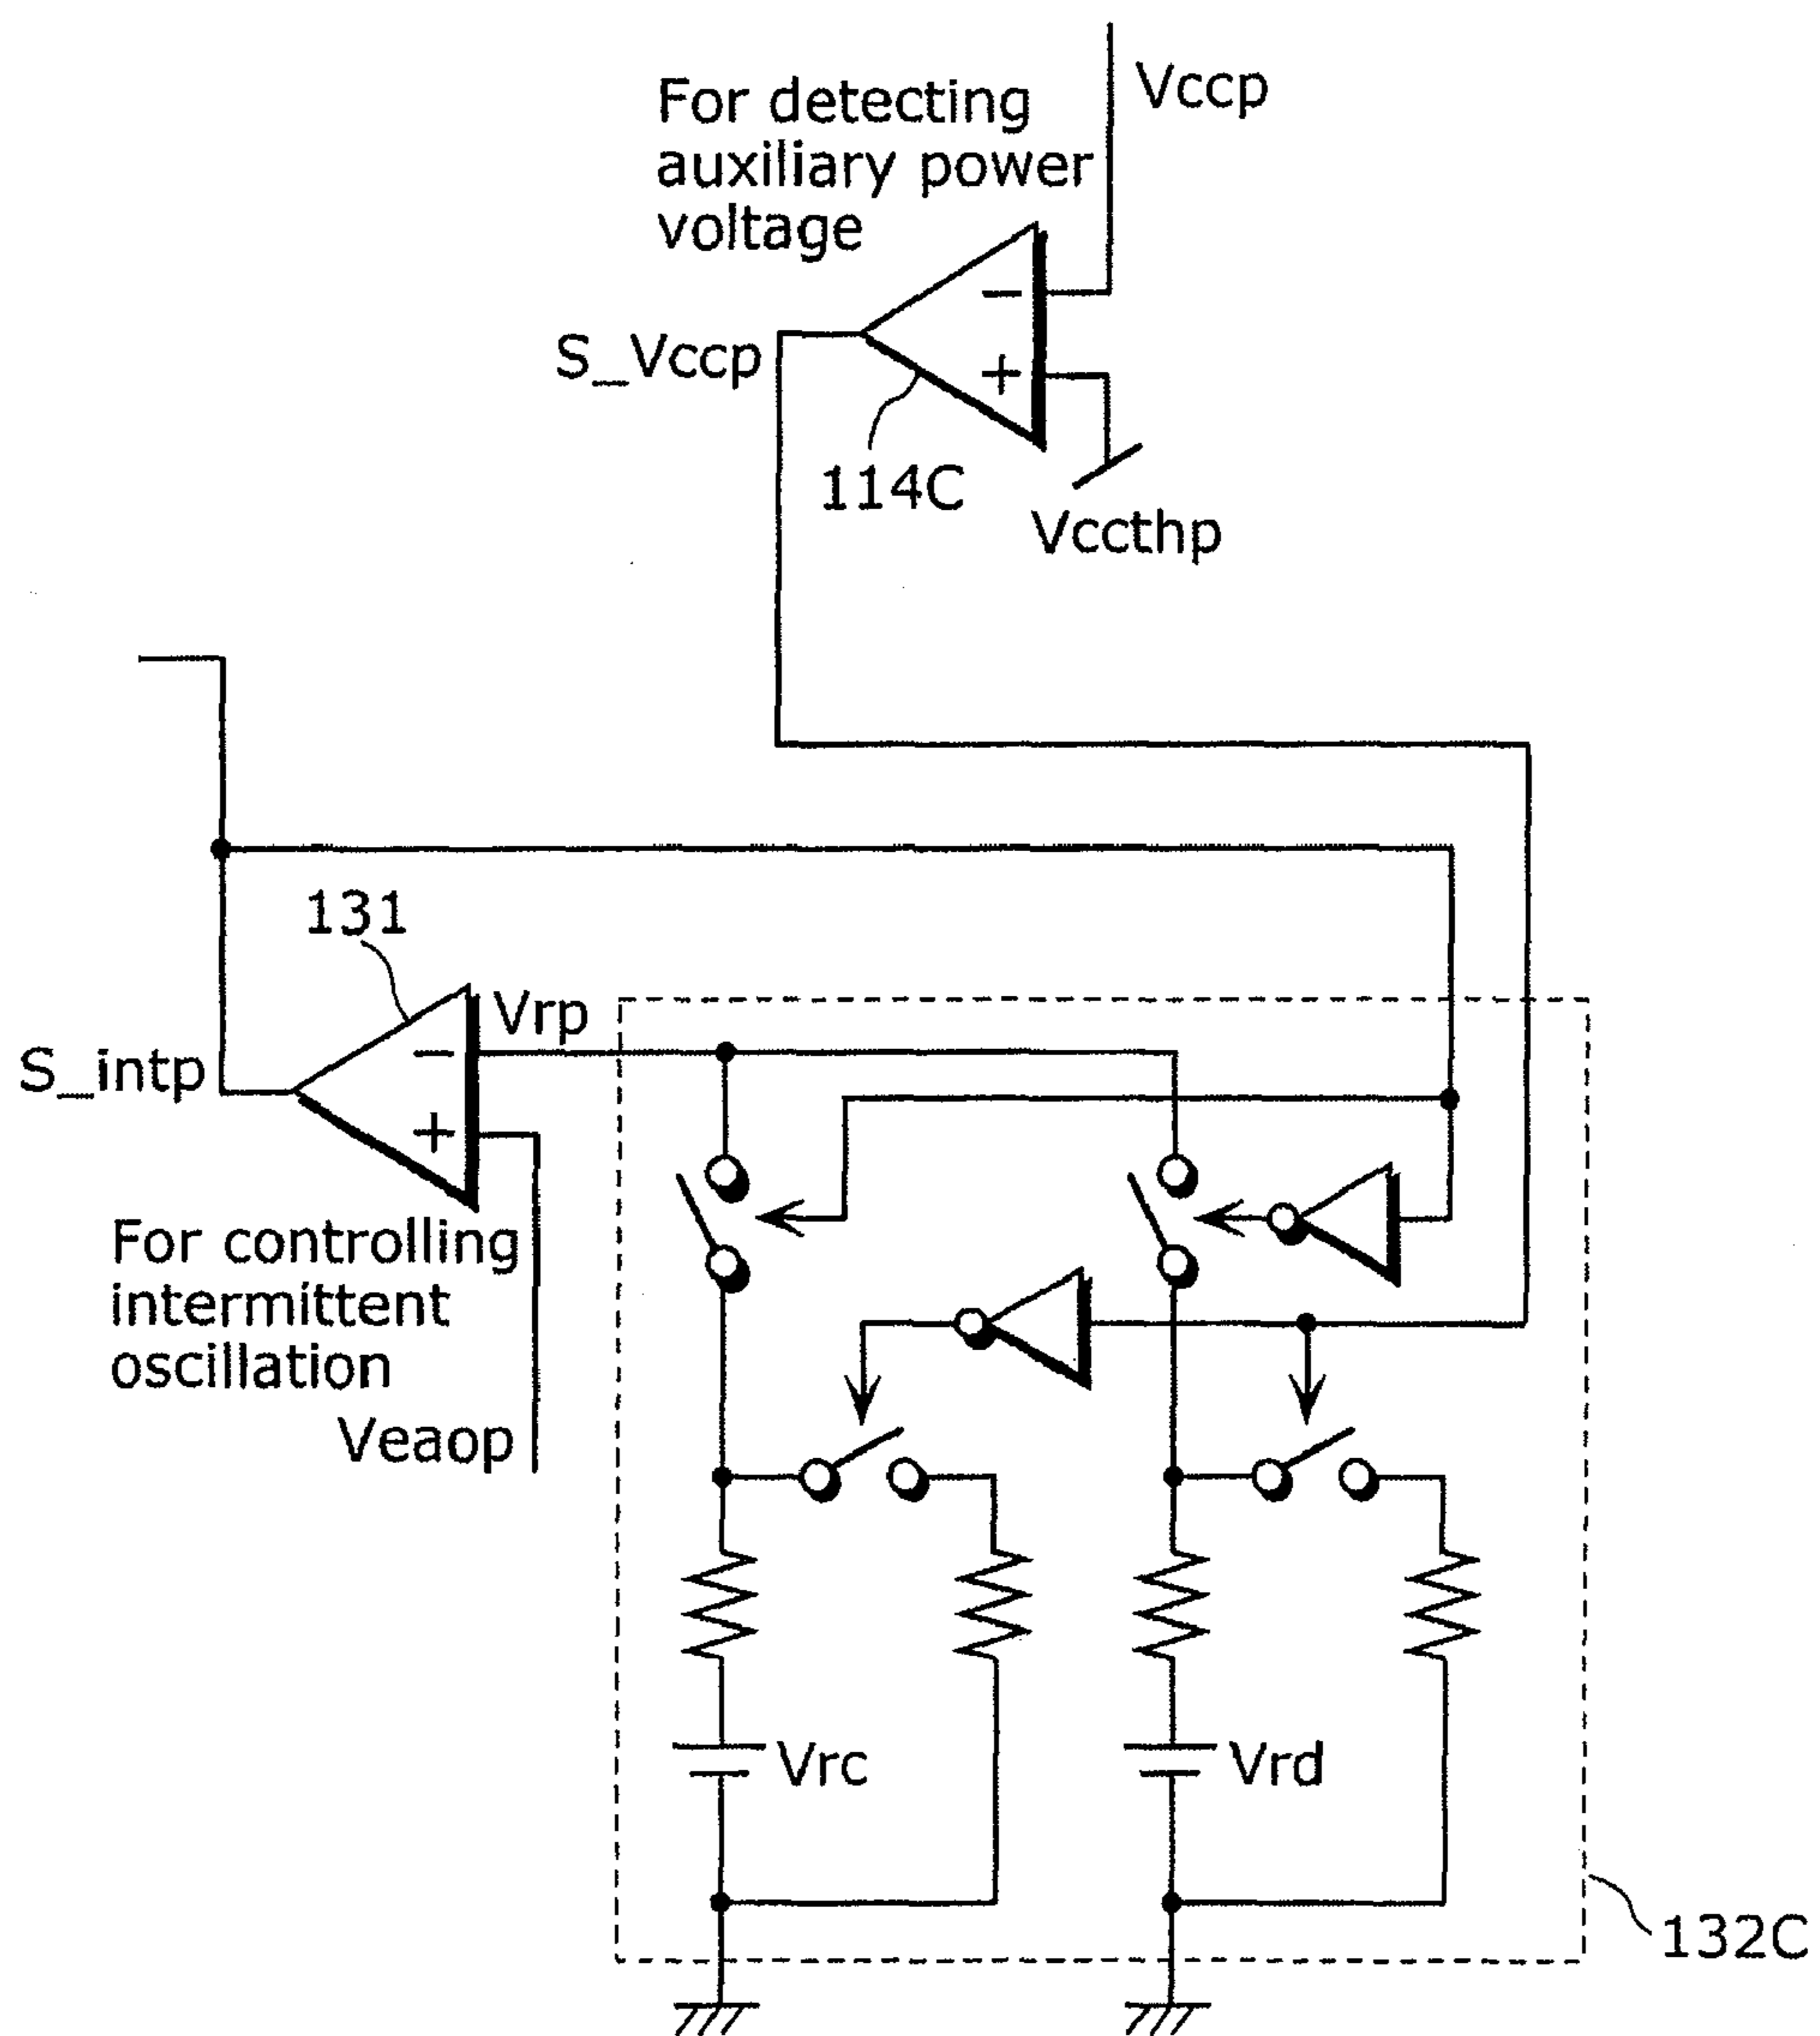 Vccp
For detecting
auxiliary power
voltage
−
S_Vccp
+
114C
Vccthp
131
Vrp
−
S_intp
+
For controlling
intermittent
oscillation
Veaop
Vrc
Vrd
132C